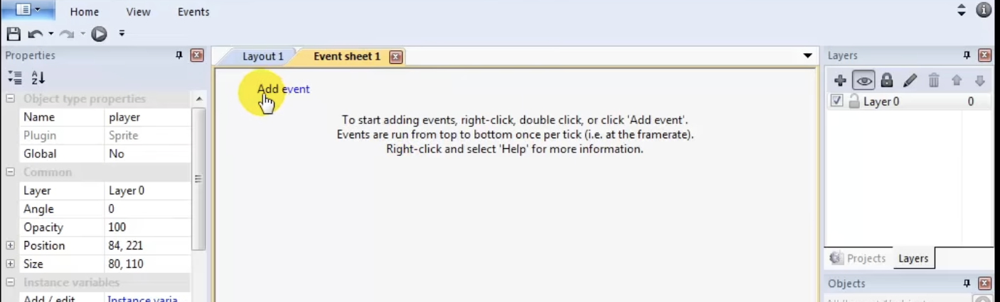 Home View Events
Properties
Layout 1 Event sheet 1
Layers
Object type properties
Name player
Plugin Sprite
Global No
Common
Layer Layer 0
Angle 0
Opacity 100
Position 84, 221
Size 80, 110
Instance variables
Add / edit Instance varia
Add event
To start adding events, right-click, double click, or click 'Add event'.
Events are run from top to bottom once per tick (i.e. at the framerate).
Right-click and select 'Help' for more information.
Layer 0 0
Projects Layers
Objects